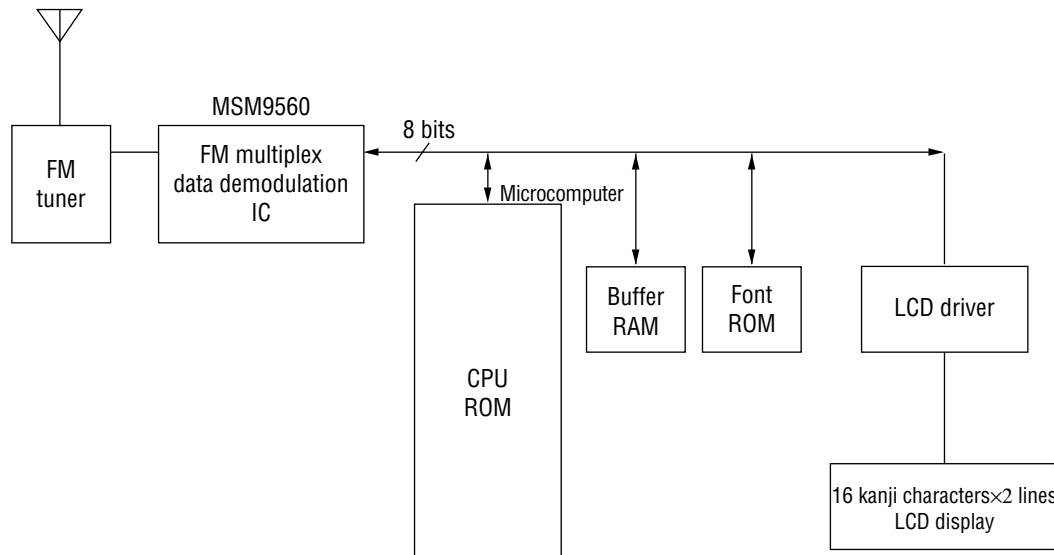 MSM9560
8 bits
FM
tuner
FM multiplex
data demodulation
IC
Microcomputer
Buffer
RAM
Font
ROM
LCD driver
CPU
ROM
16 kanji characters×2 lines
LCD display